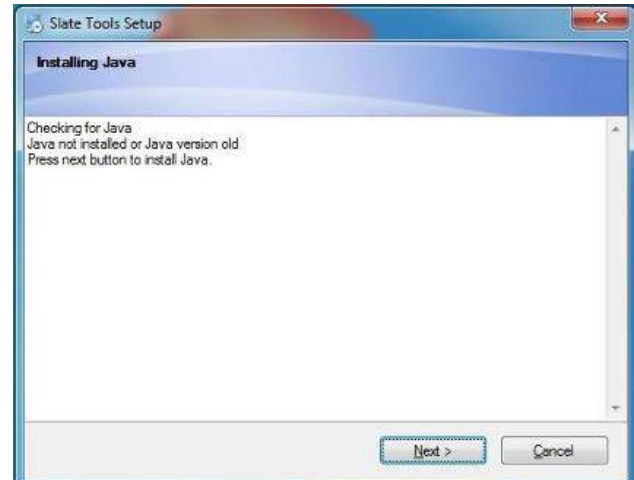 Slate Tools Setup
Installing Java
Checking for Java
Java not installed or Java version old
Press next button to install Java.
Next >
Cancel